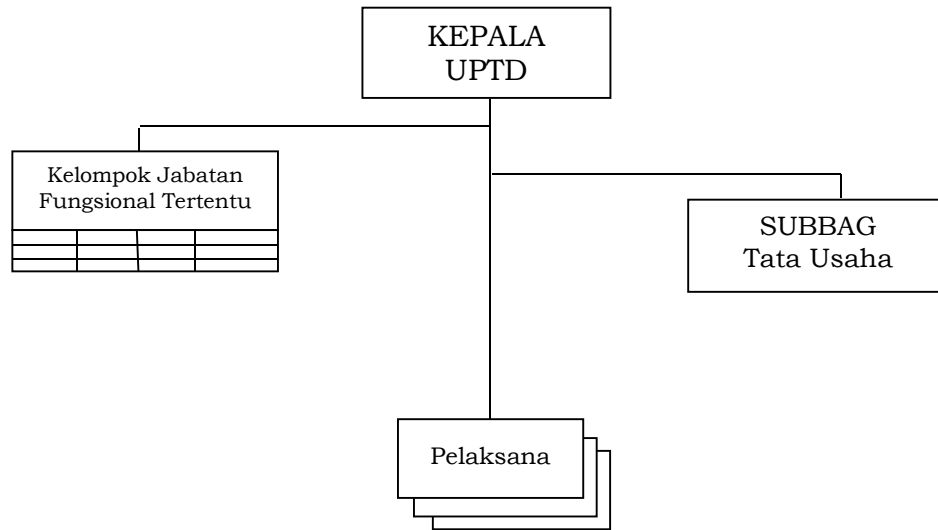 KEPALA
UPTD
Kelompok Jabatan
Fungsional Tertentu
SUBBAG
Tata Usaha
Pelaksana